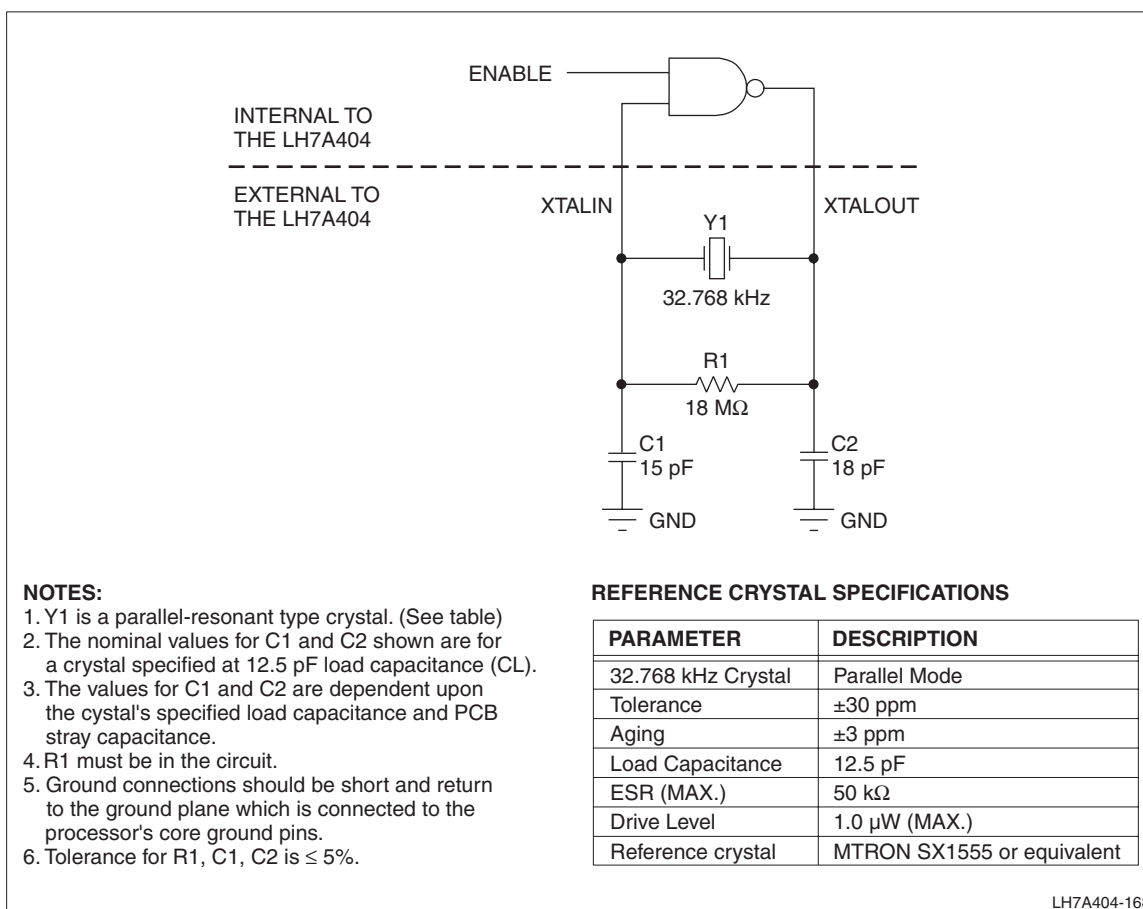 ENABLE
INTERNAL TO
THE LH7A404
EXTERNAL TO
THE LH7A404
XTALIN
XTALOUT
Y1
32.768 kHz
R1
18 MΩ
C1
15 pF
C2
18 pF
GND
GND
NOTES:
1. Y1 is a parallel-resonant type crystal. (See table)
2. The nominal values for C1 and C2 shown are for
a crystal specified at 12.5 pF load capacitance (CL).
3. The values for C1 and C2 are dependent upon
the cystal's specified load capacitance and PCB
stray capacitance.
4. R1 must be in the circuit.
5. Ground connections should be short and return
to the ground plane which is connected to the
processor's core ground pins.
6. Tolerance for R1, C1, C2 is ≤ 5%.
REFERENCE CRYSTAL SPECIFICATIONS
PARAMETER DESCRIPTION
32.768 kHz Crystal Parallel Mode
Tolerance ±30 ppm
Aging ±3 ppm
Load Capacitance 12.5 pF
ESR (MAX.) 50 kΩ
Drive Level 1.0 µW (MAX.)
Reference crystal MTRON SX1555 or equivalent